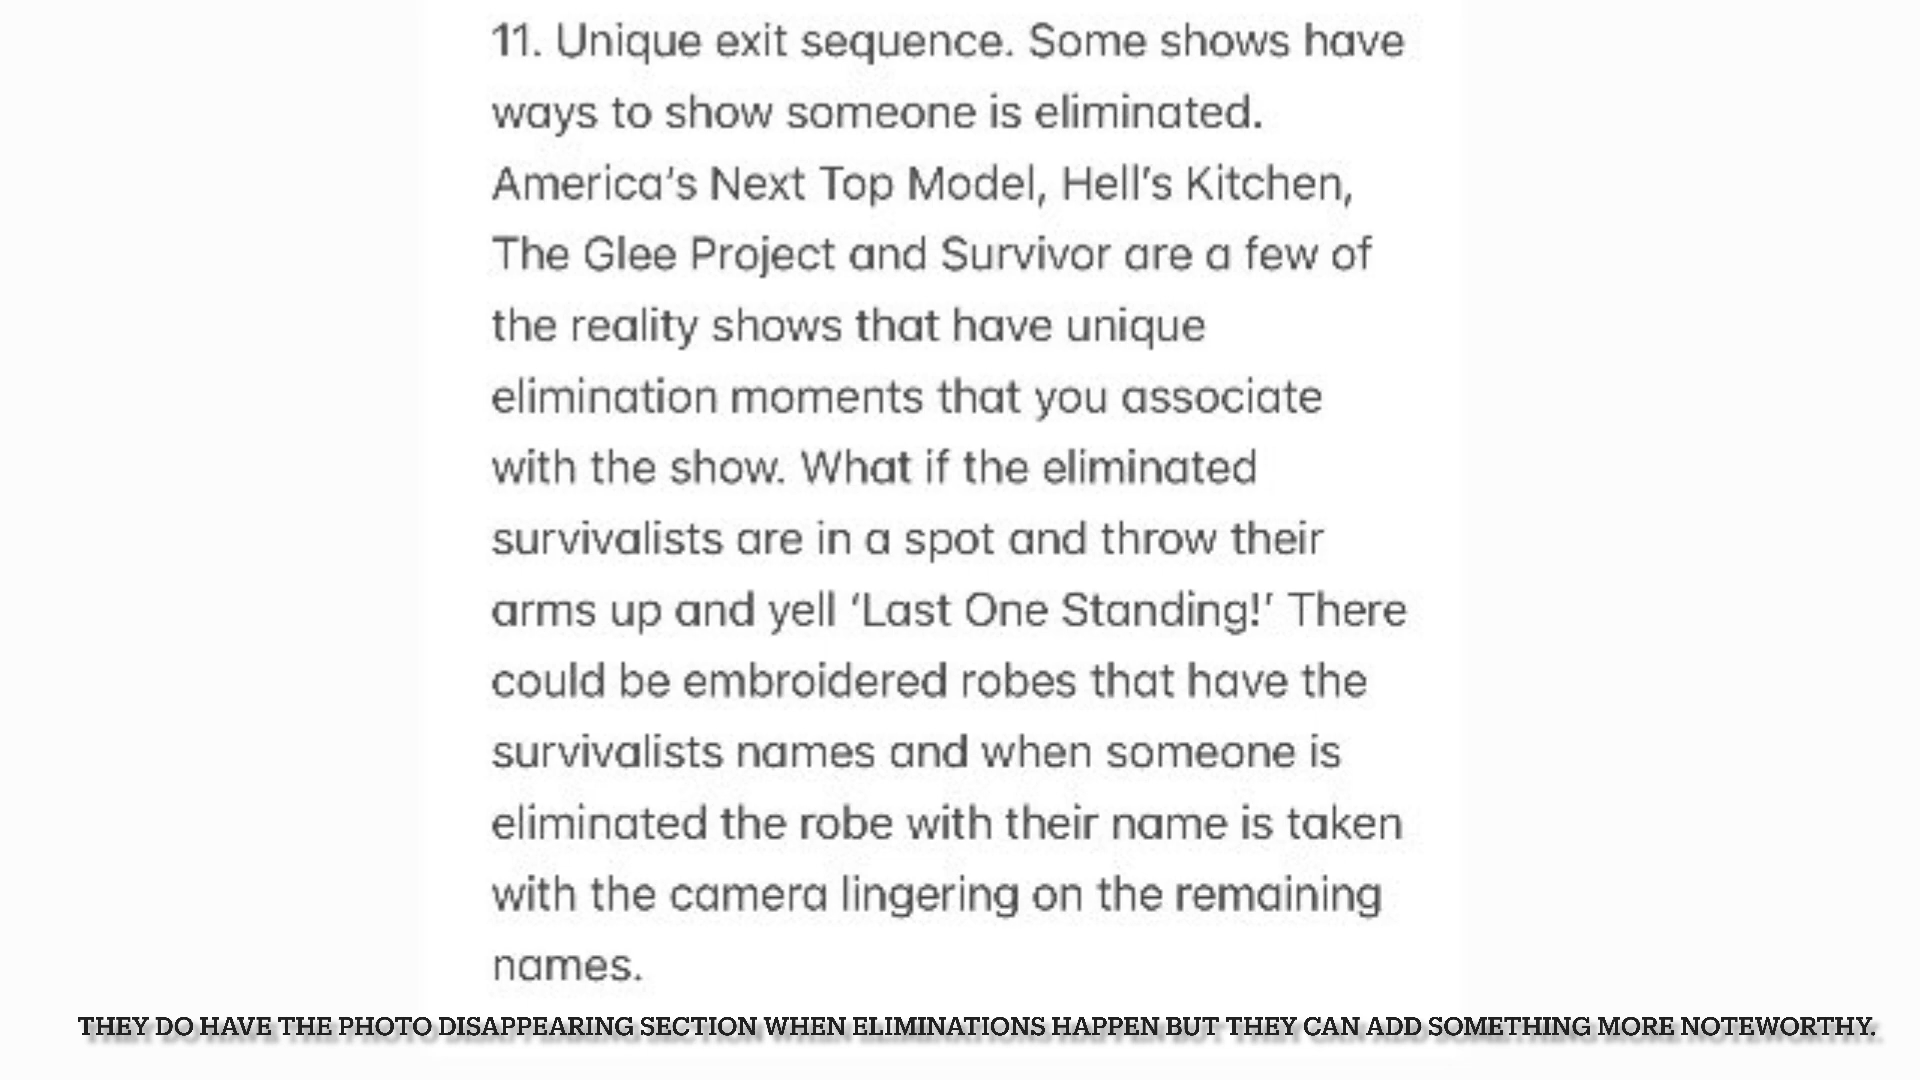 11. Unique exit sequence. Some shows have
ways to show someone is eliminated.
America's Next Top Model, Hell's Kitchen,
The Glee Project and Survivor are a few of
the reality shows that have unique
elimination moments that you associate
with the show. What if the eliminated
survivalists are in a spot and throw their
arms up and yell 'Last One Standing!' There
could be embroidered robes that have the
survivalists names and when someone is
eliminated the robe with their name is taken
with the camera lingering on the remaining
names.
THEY DO HAVE THE PHOTO DISAPPEARING SECTION WHEN ELIMINATIONS HAPPEN BUT THEY CAN ADD SOMETHING MORE NOTEWORTHY.